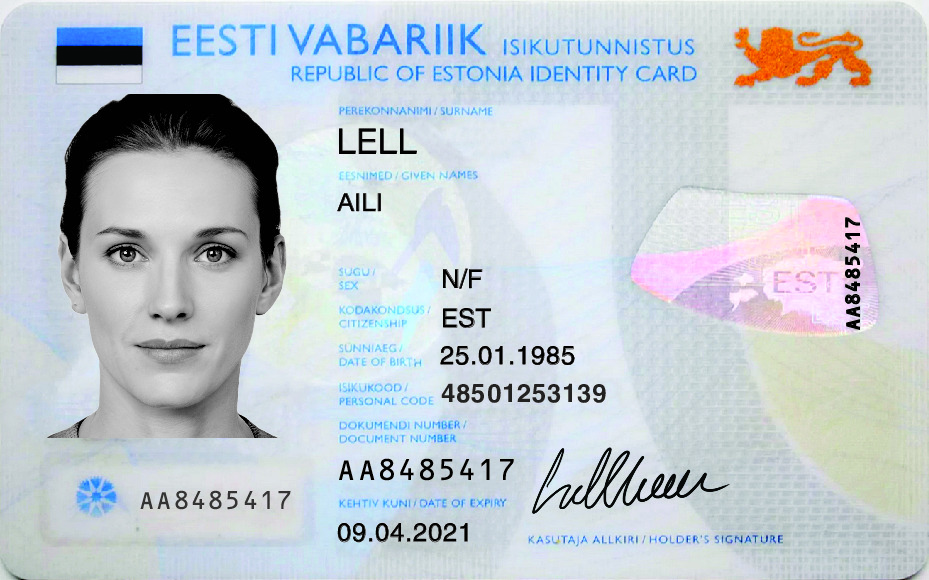 EESTI VABARIIK ISIKUTUNNISTUS
REPUBLIC OF ESTONIA IDENTITY CARD
PEREKONNANIMI / SURNAME
LELL
EESNIMED / GIVEN NAMES
AILI
SUGU /
SEX
N/F
KODAKONDSUS /
CITIZENSHIP
EST
SÜNNIAEG /
DATE OF BIRTH
25.01.1985
ISIKUKOOD /
PERSONAL CODE
48501253139
DOKUMENDI NUMBER /
DOCUMENT NUMBER
AA8485417
KEHTIV KUNI / DATE OF EXPIRY
09.04.2021
AA8485417
EST
AA8485417
KASUTAJA ALLKIRI / HOLDER'S SIGNATURE